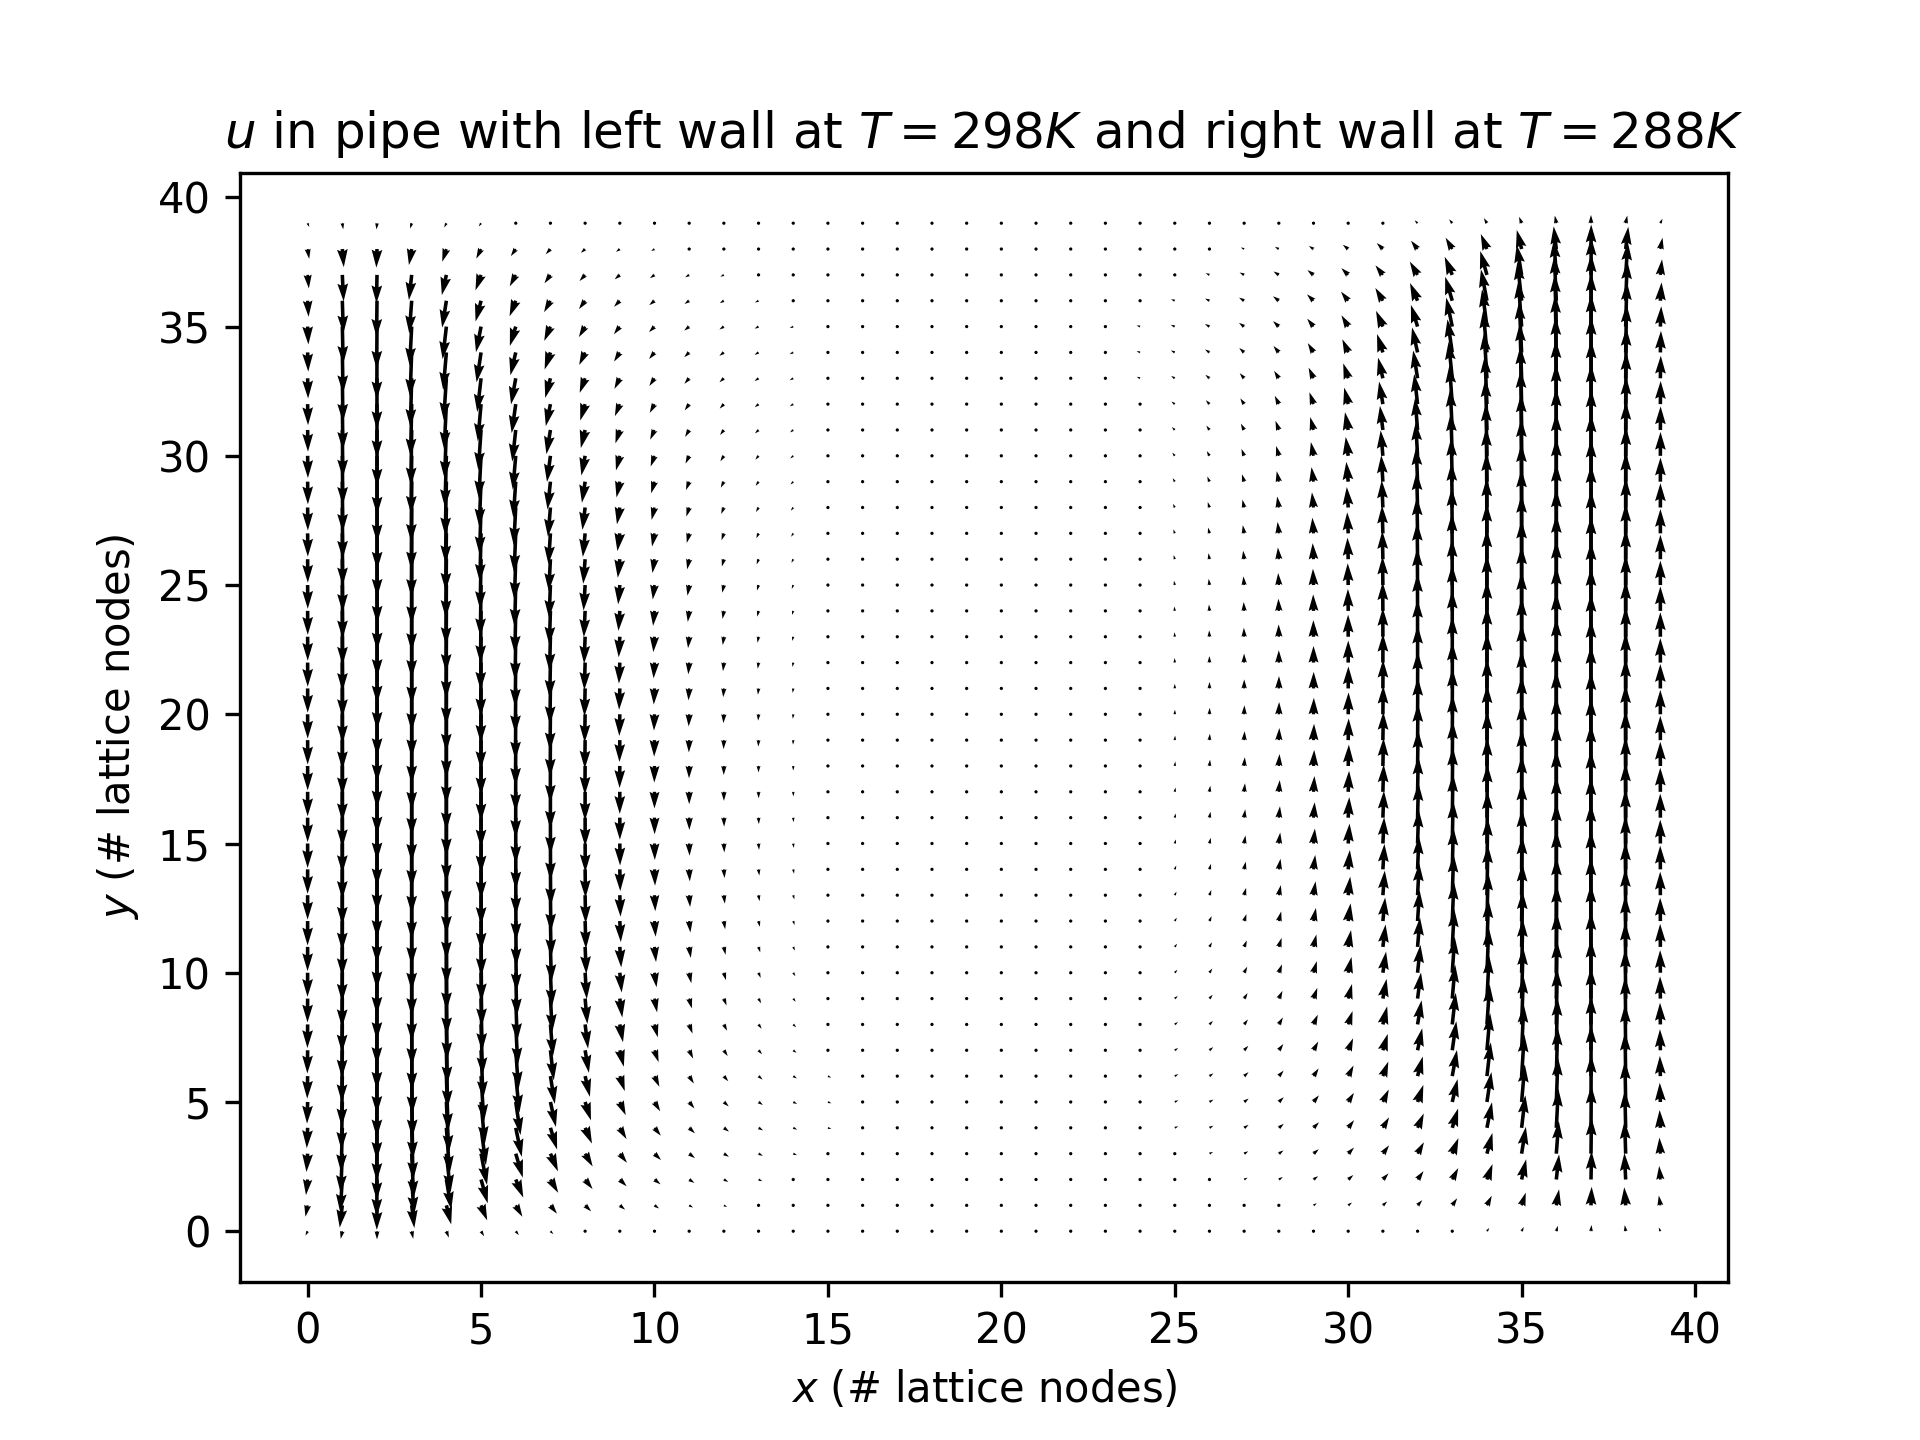 u in pipe with left wall at T = 298K and right wall at T = 288K
40
35
30
25
20
15
10
5
0
y (# lattice nodes)
0 5 10 15 20 25 30 35 40
x (# lattice nodes)